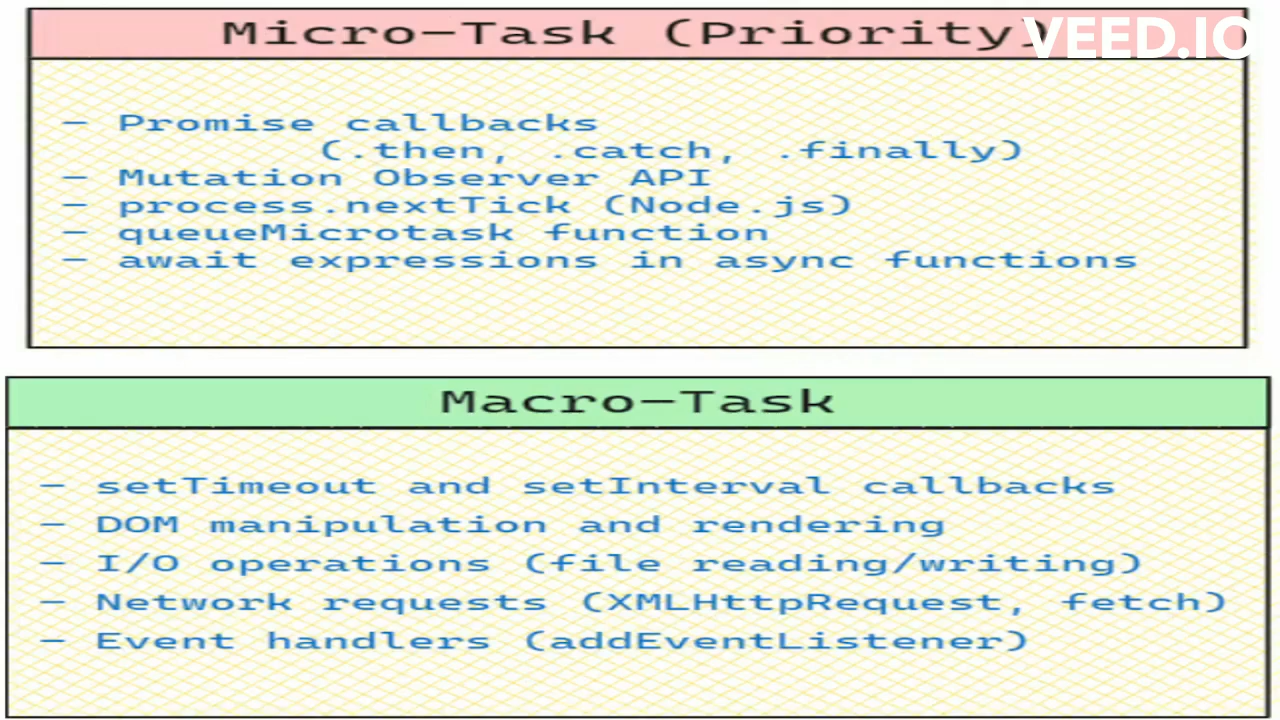 Micro-Task (Priority)
VEED.IO
- Promise callbacks
(.then, .catch, .finally)
- Mutation Observer API
- process.nextTick (Node.js)
- queueMicrotask function
- await expressions in async functions
Macro-Task
- setTimeout and setInterval callbacks
- DOM manipulation and rendering
- I/O operations (file reading/writing)
- Network requests (XMLHttpRequest, fetch)
- Event handlers (addEventListener)